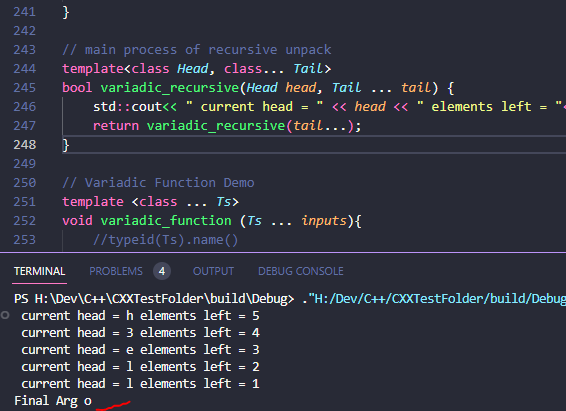 241 }
242
243 // main process of recursive unpack
244 template<class Head, class... Tail>
245 bool variadic_recursive(Head head, Tail ... tail) {
246 std::cout<< " current head = " << head << " elements left = "<
247 return variadic_recursive(tail...);
248 }
249
250 // Variadic Function Demo
251 template <class ... Ts>
252 void variadic_function (Ts ... inputs){
253 //typeid(Ts).name()
TERMINAL PROBLEMS 4 OUTPUT DEBUG CONSOLE
PS H:\Dev\C++\CXXTestFolder\build\Debug> ."H:/Dev/C++/CXXTestFolder/build/Debug
current head = h elements left = 5
current head = 3 elements left = 4
current head = e elements left = 3
current head = l elements left = 2
current head = l elements left = 1
Final Arg o